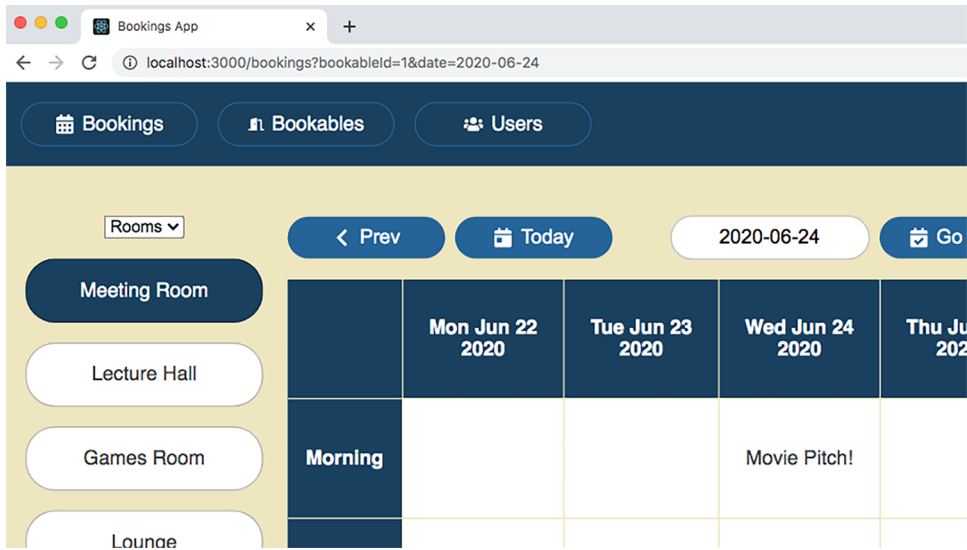 Bookings App
localhost:3000/bookings?bookableId=1&date=2020-06-24
Bookings Bookables Users
Rooms
Prev Today 2020-06-24 Go
Meeting Room
Lecture Hall
Games Room
Lounge
Mon Jun 22
2020
Tue Jun 23
2020
Wed Jun 24
2020
Thu
Morning
Movie Pitch!